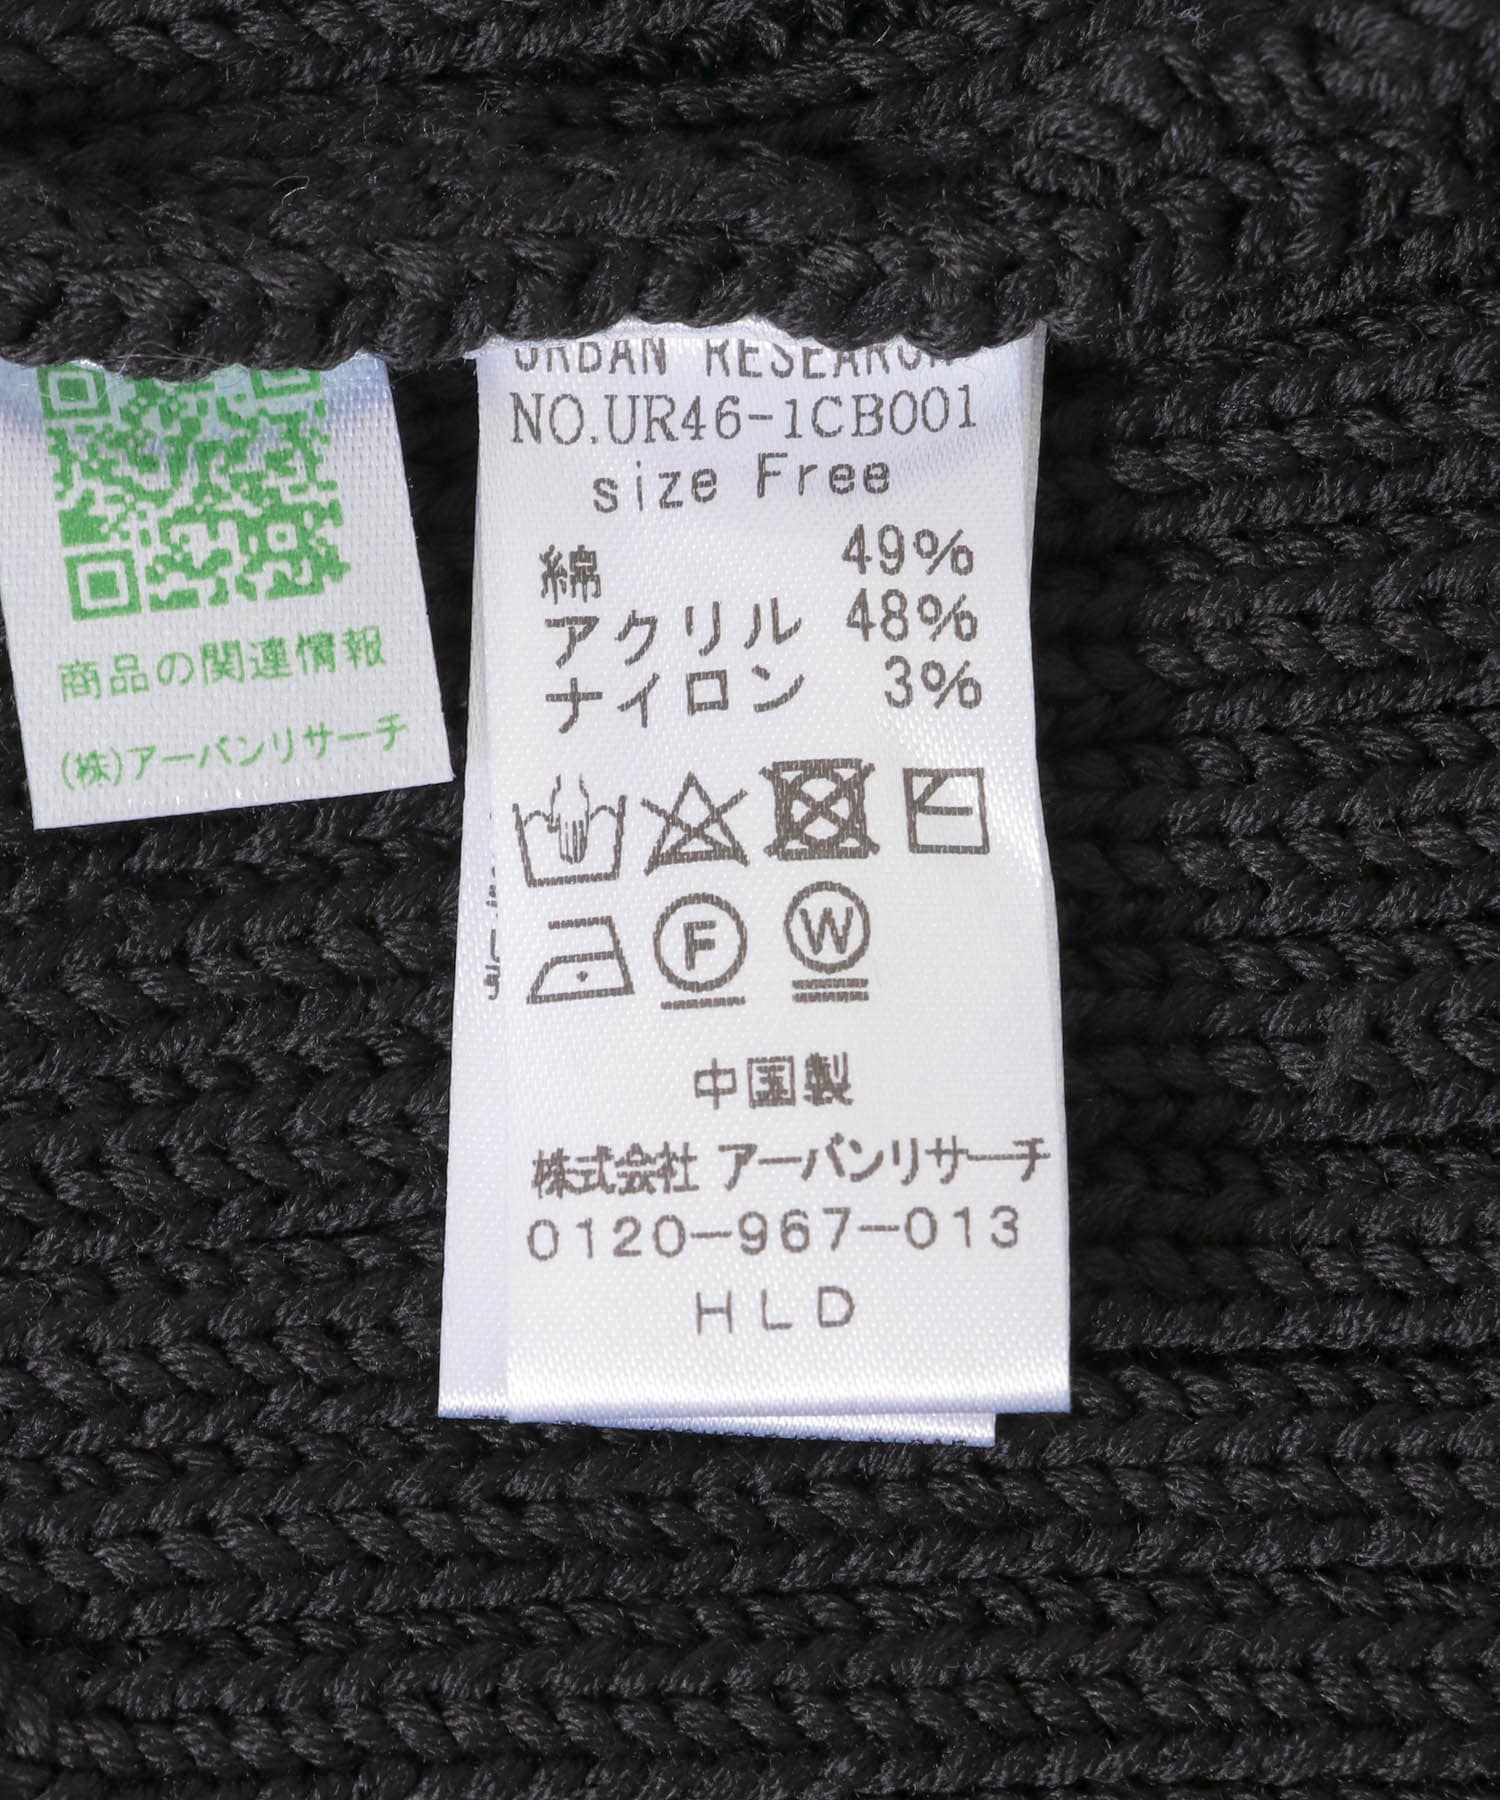 URBAN RESEARCH
NO.UR46-1CB001
size Free
綿 49%
アクリル 48%
ナイロン 3%
F W
中国製
株式会社 アーバンリサーチ
0120-967-013
HLD
商品の関連情報
(株)アーバンリサーチ